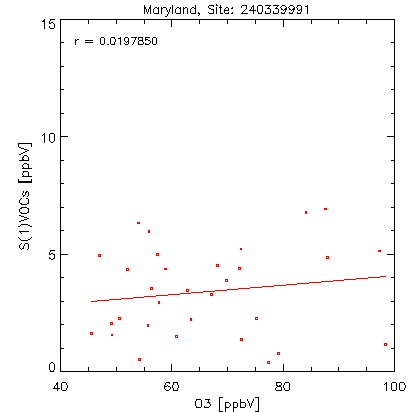 Maryland, Site: 240339991
r = 0.0197850
15
10
5
0
S(1)VOCs [ppbV]
40 60 80 100
O3 [ppbV]